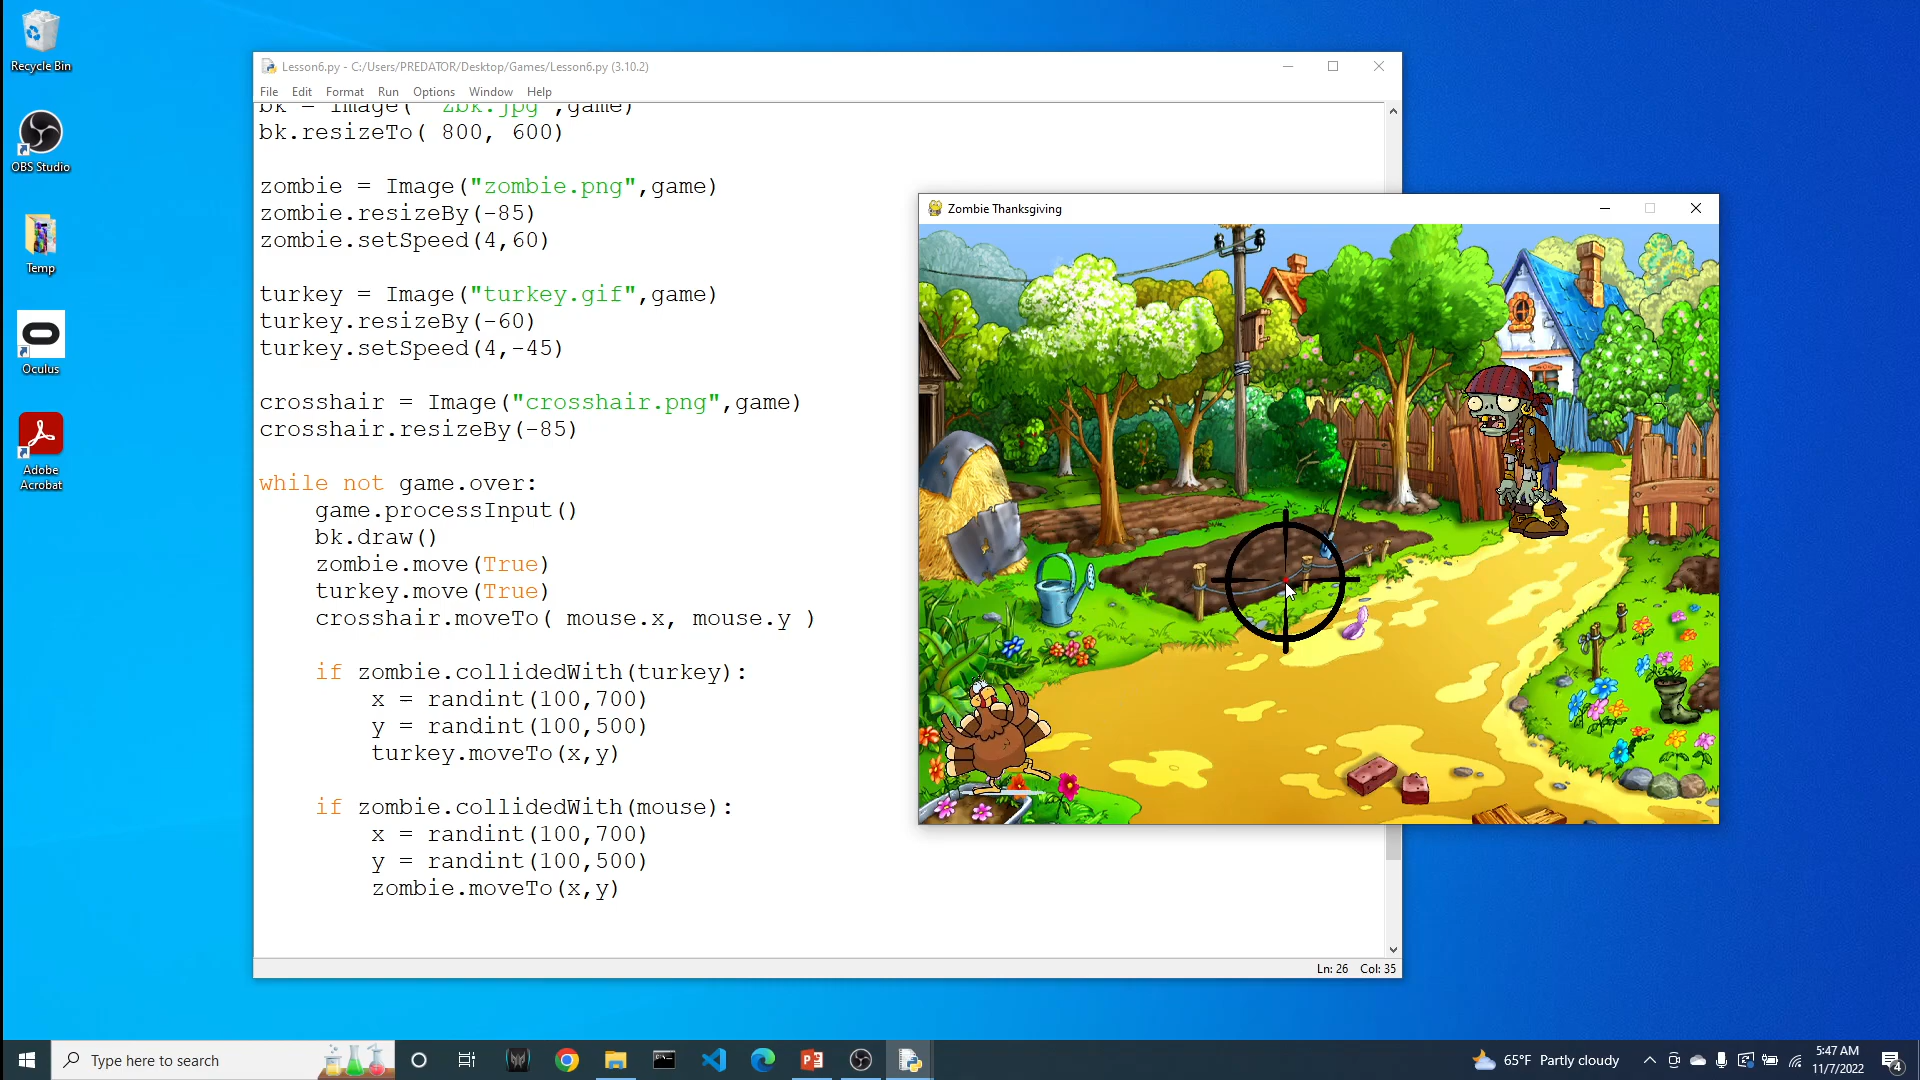 Recycle Bin
OBS Studio
Temp
Oculus
Adobe
Acrobat
Lesson6.py - C:/Users/PREDATOR/Desktop/Games/Lesson6.py (3.10.2)
File Edit Format Run Options Window Help
bk = Image( "zbk.jpg",game)
bk.resizeTo( 800, 600)
zombie = Image("zombie.png",game)
zombie.resizeBy(-85)
zombie.setSpeed(4,60)
turkey = Image("turkey.gif",game)
turkey.resizeBy(-60)
turkey.setSpeed(4,-45)
crosshair = Image("crosshair.png",game)
crosshair.resizeBy(-85)
while not game.over:
    game.processInput()
    bk.draw()
    zombie.move(True)
    turkey.move(True)
    crosshair.moveTo( mouse.x, mouse.y )
    if zombie.collidedWith(turkey):
        x = randint(100,700)
        y = randint(100,500)
        turkey.moveTo(x,y)
    if zombie.collidedWith(mouse):
        x = randint(100,700)
        y = randint(100,500)
        zombie.moveTo(x,y)
Ln: 26 Col: 35
Zombie Thanksgiving
Type here to search
65°F Partly cloudy
5:47 AM
11/7/2022
4